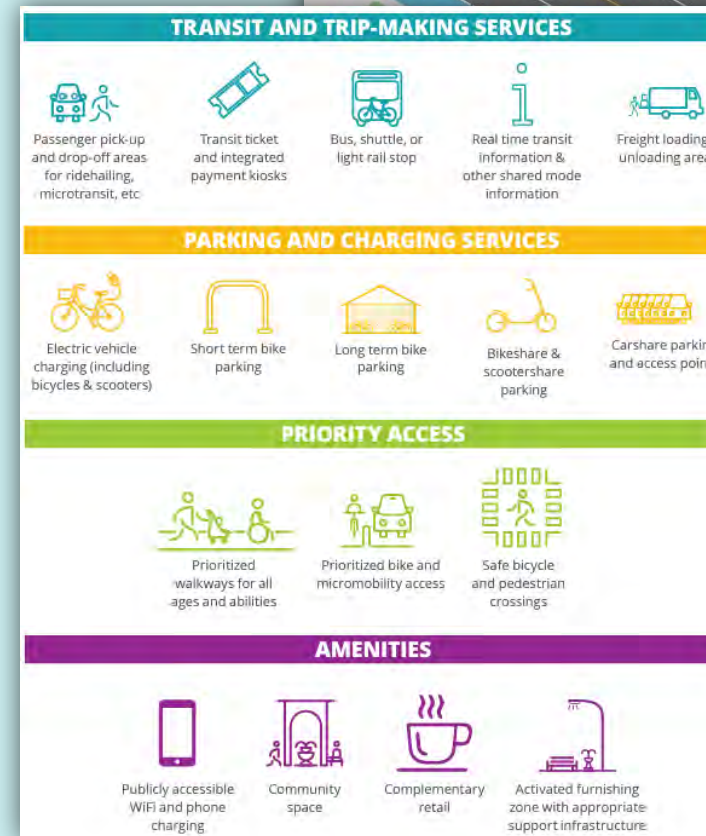 TRANSIT AND TRIP-MAKING SERVICES
Passenger pick-up
and drop-off areas
for ridehailing,
microtransit, etc
Transit ticket
and integrated
payment kiosks
Bus, shuttle, or
light rail stop
Real time transit
information &
other shared mode
information
Freight loading
unloading area
PARKING AND CHARGING SERVICES
Electric vehicle
charging (including
bicycles & scooters)
Short term bike
parking
Long term bike
parking
Bikeshare &
scootershare
parking
Carshare parkin
and access poin
PRIORITY ACCESS
Prioritized
walkways for all
ages and abilities
Prioritized bike and
micromobility access
Safe bicycle
and pedestrian
crossings
AMENITIES
Publicly accessible
WiFi and phone
charging
Community
space
Complementary
retail
Activated furnishing
zone with appropriate
support infrastructure